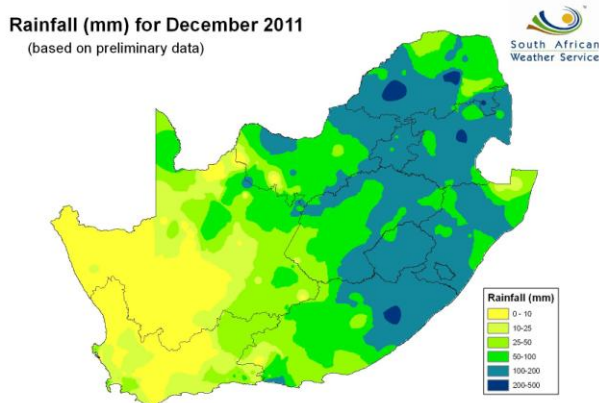 Rainfall (mm) for December 2011
(based on preliminary data)
South African
Weather Service
Rainfall (mm)
0 - 10
10-25
25-50
50-100
100-200
200-500